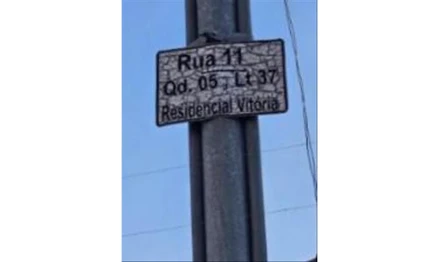 Rua 11
Qd. 05, Lt 37
Residencial Vitória